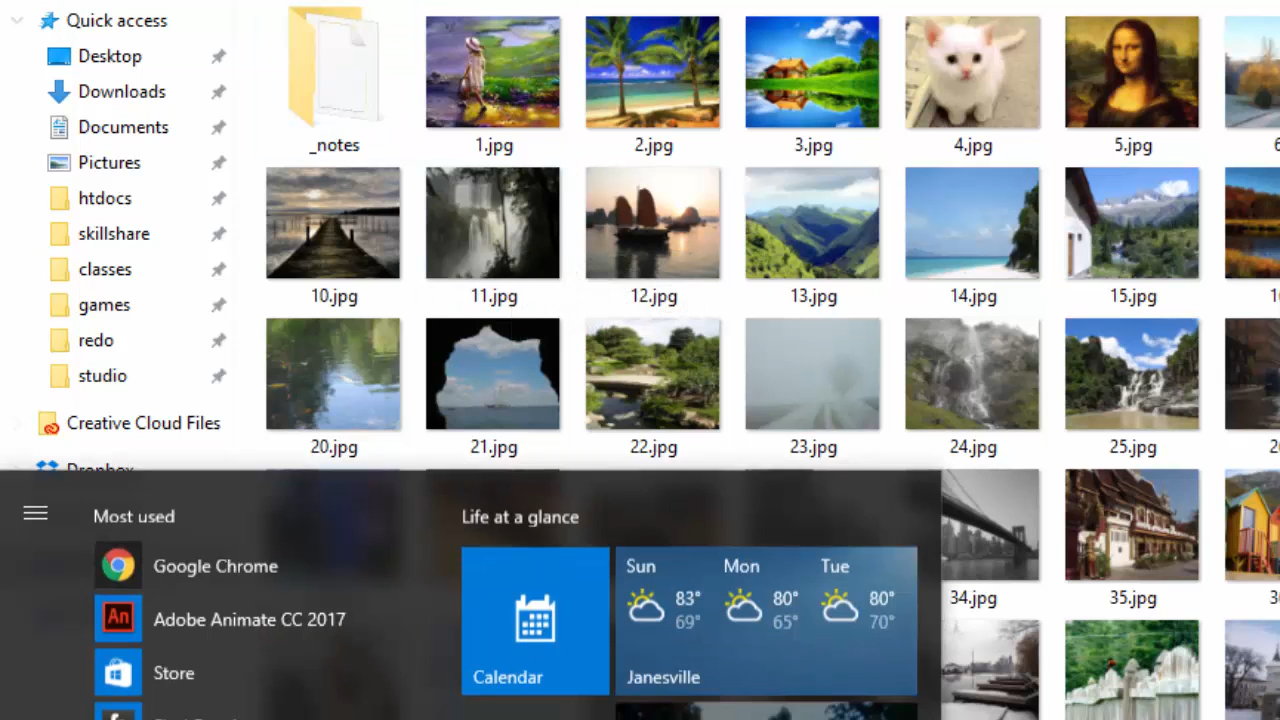 Quick access
Desktop
Downloads
Documents
Pictures
htdocs
skillshare
classes
games
redo
studio
Creative Cloud Files
Dropbox
_notes
1.jpg
2.jpg
3.jpg
4.jpg
5.jpg
10.jpg
11.jpg
12.jpg
13.jpg
14.jpg
15.jpg
20.jpg
21.jpg
22.jpg
23.jpg
24.jpg
25.jpg
34.jpg
35.jpg
Most used
Google Chrome
An
Adobe Animate CC 2017
Store
Life at a glance
Calendar
Sun Mon Tue
83° 80° 80°
69° 65° 70°
Janesville